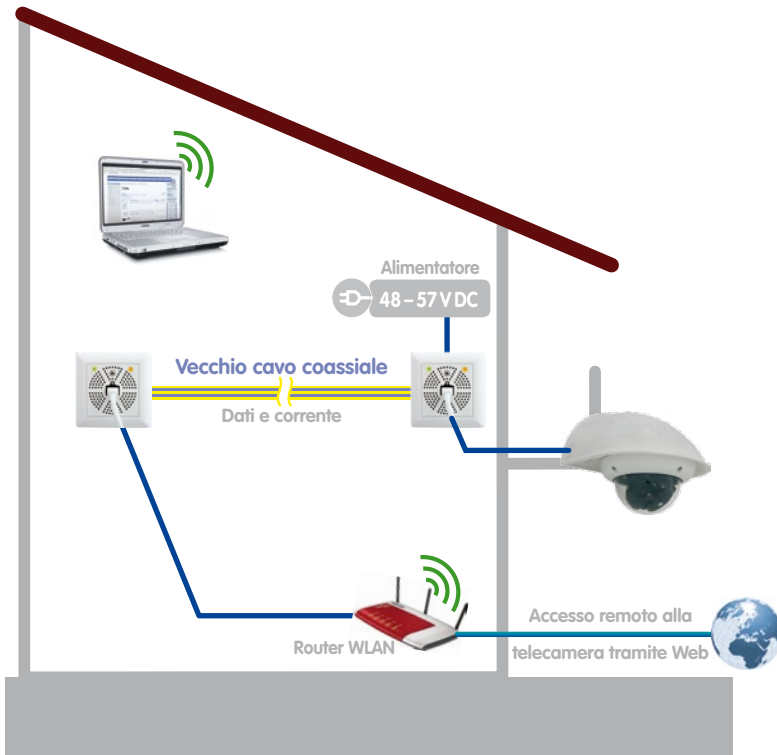 Alimentatore
48–57 V DC
Vecchio cavo coassiale
Dati e corrente
Router WLAN
Accesso remoto alla
telecamera tramite Web